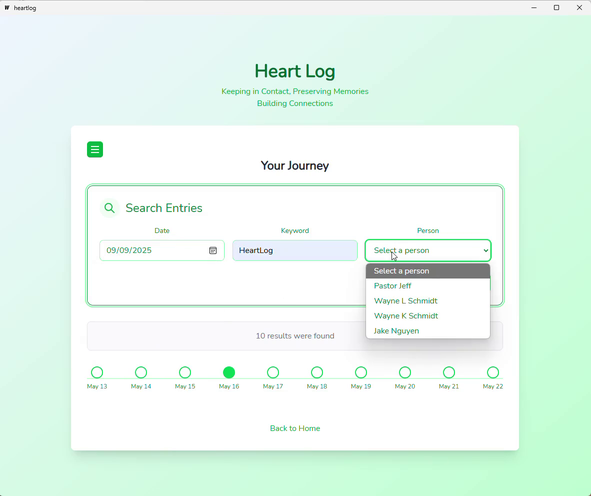 heartlog
Heart Log
Keeping in Contact, Preserving Memories
Building Connections
Your Journey
Search Entries
Date Keyword Person
09/09/2025 HeartLog Select a person
Select a person
Pastor Jeff
Wayne L Schmidt
Wayne K Schmidt
Jake Nguyen
10 results were found
May 13 May 14 May 15 May 16 May 17 May 18 May 19 May 20 May 21 May 22
Back to Home